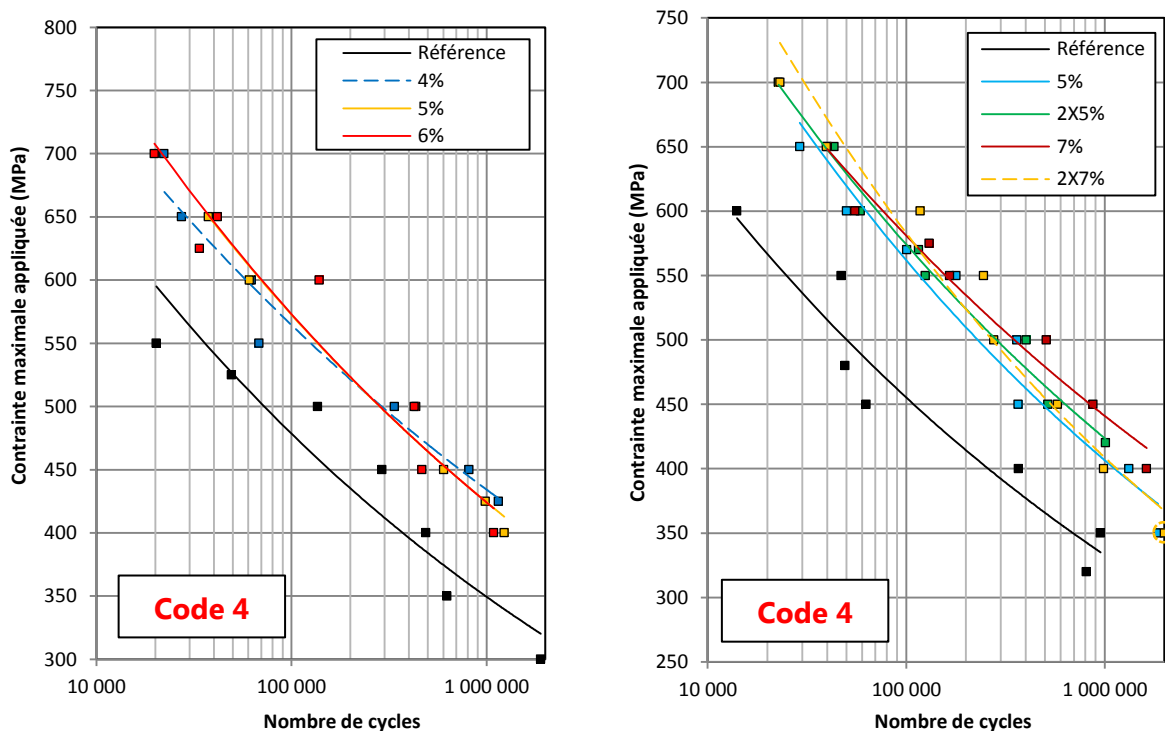 800
750
700
650
600
550
500
450
400
350
300
Contrainte maximale appliquée (MPa)
Référence
4%
5%
6%
Code 4
10 000
100 000
1 000 000
Nombre de cycles
750
700
650
600
550
500
450
400
350
300
250
Contrainte maximale appliquée (MPa)
Référence
5%
2X5%
7%
2X7%
Code 4
10 000
100 000
1 000 000
Nombre de cycles